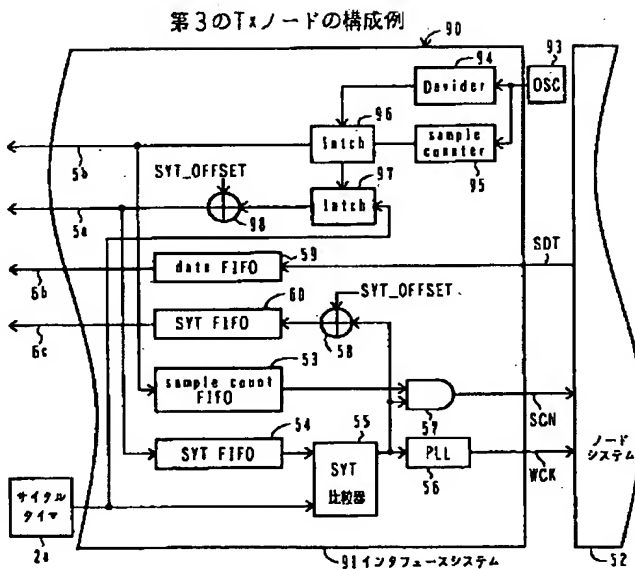 第3のTxノードの構成例
90
93
94
Davider
OSC
96
latch
sample
counter
95
5b
SYT_OFFSET
97
latch
98
5a
59
SDT
data FIFO
6b
60
SYT_OFFSET
SYT FIFO
58
6c
53
sample count
FIFO
57
SCN
54
55
SYT FIFO
SYT
比較器
PLL
56
WCK
ノード
システム
サイクル
タイマ
2a
91 インタフェースシステム
52